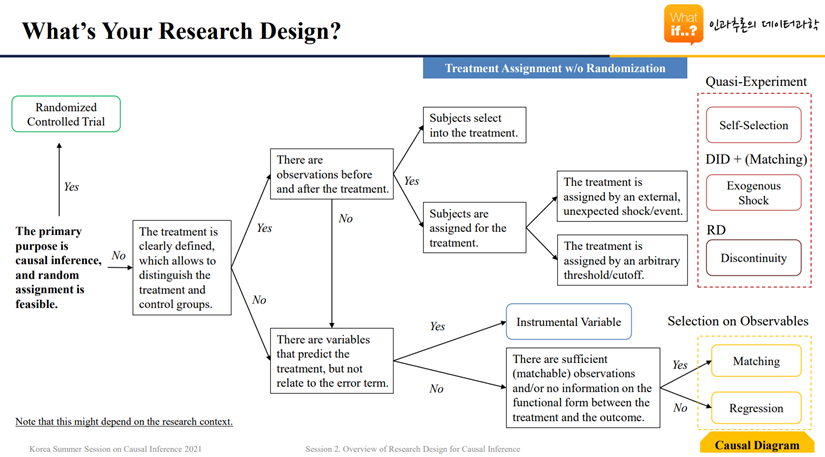 What's Your Research Design?
What
if..?
인과추론의 데이터과학
Treatment Assignment w/o Randomization
Quasi-Experiment
Randomized
Controlled Trial
Subjects select
into the treatment.
Self-Selection
There are
observations before
and after the treatment.
DID + (Matching)
Yes
Yes
The treatment is
assigned by an external,
unexpected shock/event.
Exogenous
Shock
No
Yes
Subjects are
assigned for the
treatment.
The primary
purpose is
causal inference,
and random
assignment is
feasible.
No
The treatment is
clearly defined,
which allows to
distinguish the
treatment and
control groups.
RD
The treatment is
assigned by an arbitrary
threshold/cutoff.
Discontinuity
No
There are variables
that predict the
treatment, but not
relate to the error term.
Yes
Instrumental Variable
Selection on Observables
No
There are sufficient
(matchable) observations
and/or no information on the
functional form between the
treatment and the outcome.
Yes
Matching
No
Regression
Note that this might depend on the research context.
Causal Diagram
Korea Summer Session on Causal Inference 2021
Session 2. Overview of Research Design for Causal Inference